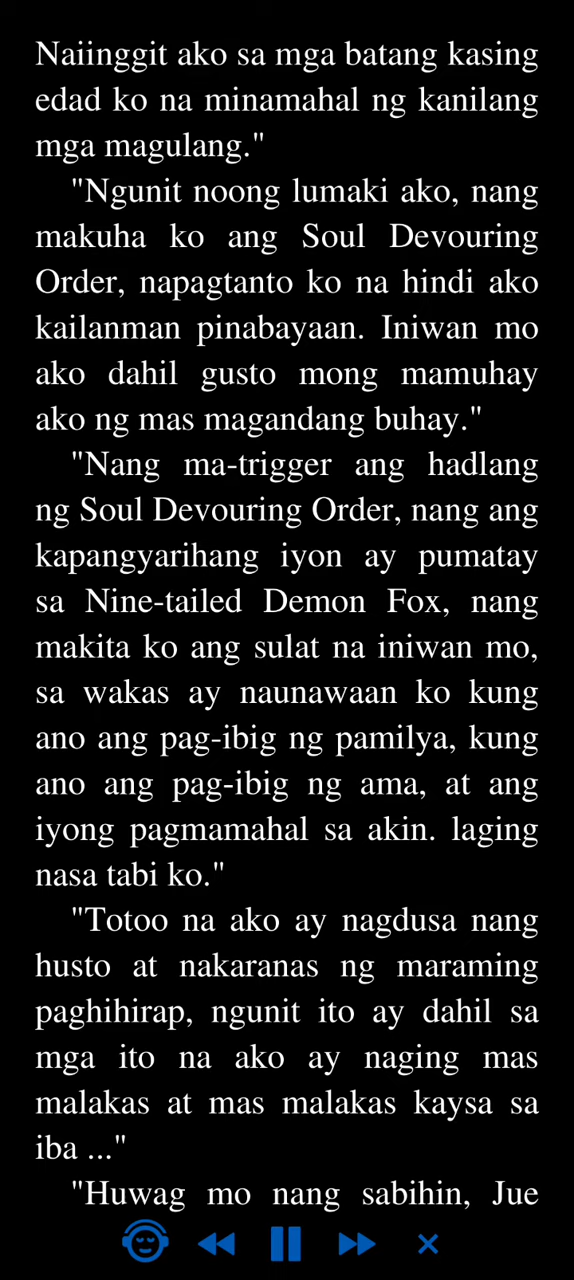 Naiinggit ako sa mga batang kasing
edad ko na minamahal ng kanilang
mga magulang."
"Ngunit noong lumaki ako, nang
makuha ko ang Soul Devouring
Order, napagtanto ko na hindi ako
kailanman pinabayaan. Iniwan mo
ako dahil gusto mong mamuhay
ako ng mas magandang buhay."
"Nang ma-trigger ang hadlang
ng Soul Devouring Order, nang ang
kapangyarihang iyon ay pumatay
sa Nine-tailed Demon Fox, nang
makita ko ang sulat na iniwan mo,
sa wakas ay naunawaan ko kung
ano ang pag-ibig ng pamilya, kung
ano ang pag-ibig ng ama, at ang
iyong pagmamahal sa akin. laging
nasa tabi ko."
"Totoo na ako ay nagdusa nang
husto at nakaranas ng maraming
paghihirap, ngunit ito ay dahil sa
mga ito na ako ay naging mas
malakas at mas malakas kaysa sa
iba ..."
"Huwag mo nang sabihin, Jue